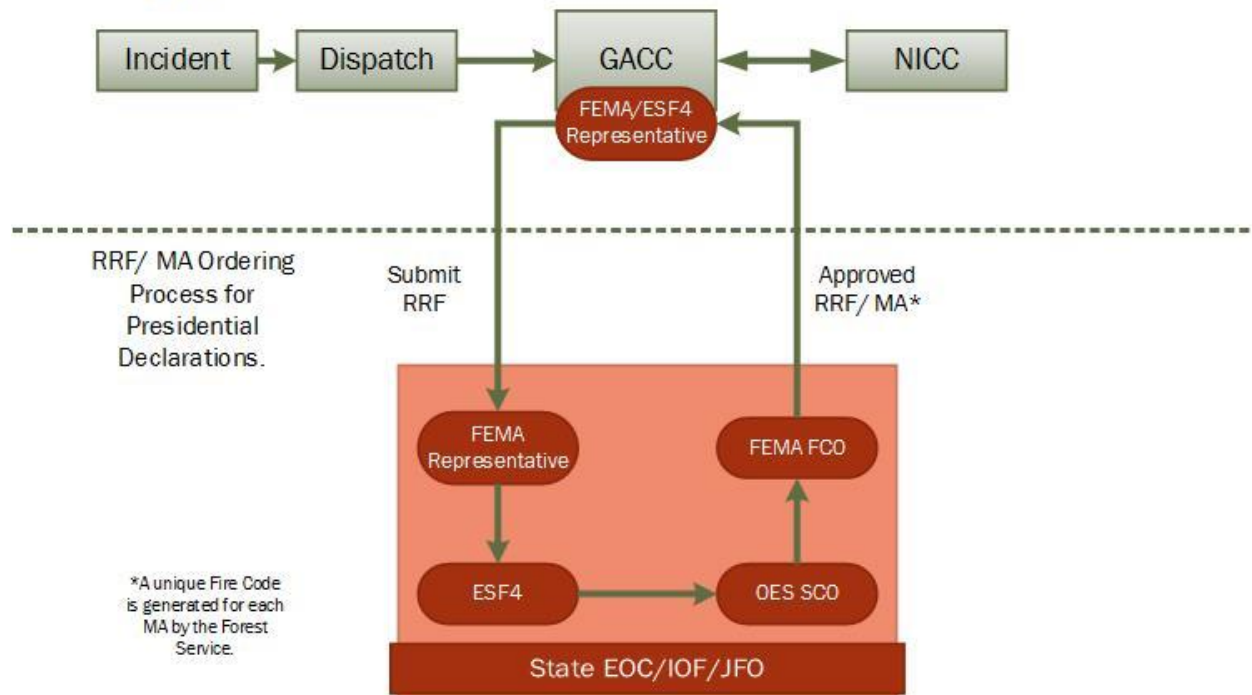 Incident
Dispatch
GACC
NICC
FEMA/ESF4
Representative
RRF/ MA Ordering
Process for
Presidential
Declarations.
Submit
RRF
Approved
RRF/ MA*
FEMA
Representative
FEMA FCO
ESF4
OES SCO
*A unique Fire Code
is generated for each
MA by the Forest
Service.
State EOC/IOF/JFO